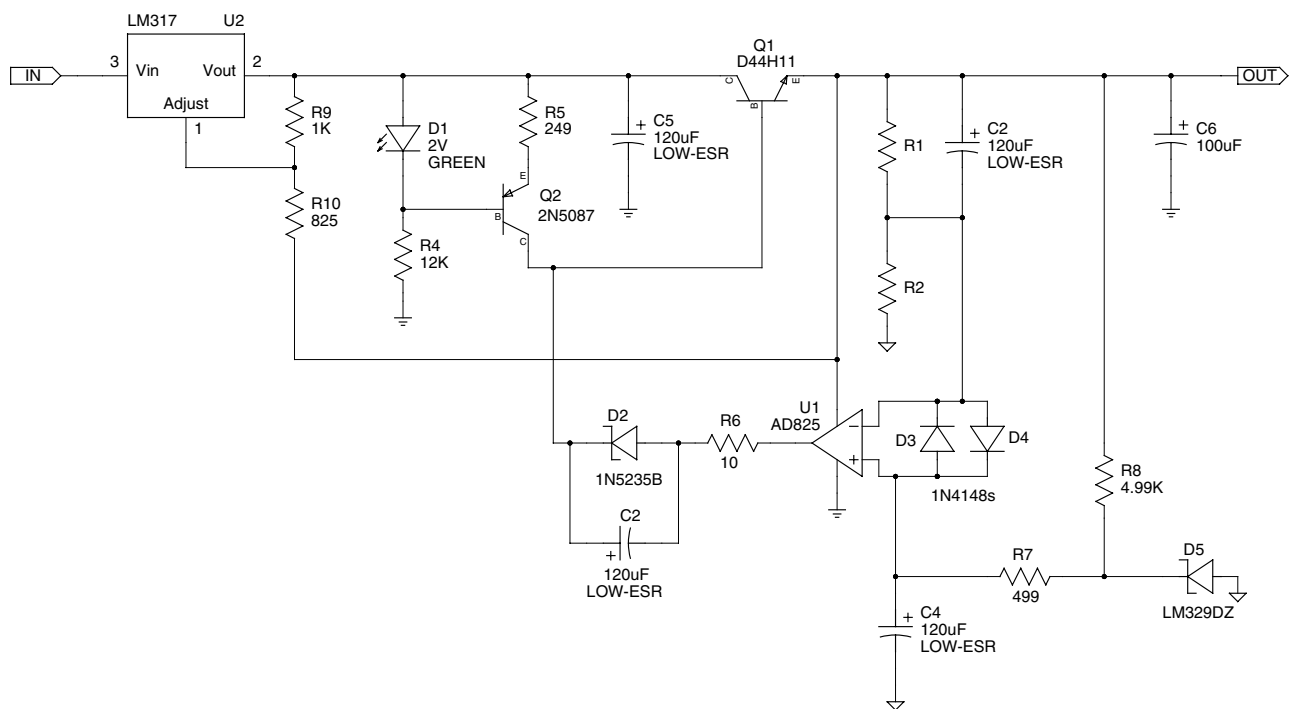 LM317
U2
IN
3
Vin
Vout
2
Adjust
1
R9
1K
R10
825
D1
2V
GREEN
R4
12K
R5
249
E
B
C
Q2
2N5087
C5
120uF
LOW-ESR
+
Q1
D44H11
C
B
E
R1
R2
C2
120uF
LOW-ESR
+
C6
100uF
+
OUT
D2
1N5235B
C2
+
120uF
LOW-ESR
R6
10
U1
AD825
−
+
D3
D4
1N4148s
R8
4.99K
R7
499
D5
LM329DZ
C4
120uF
LOW-ESR
+